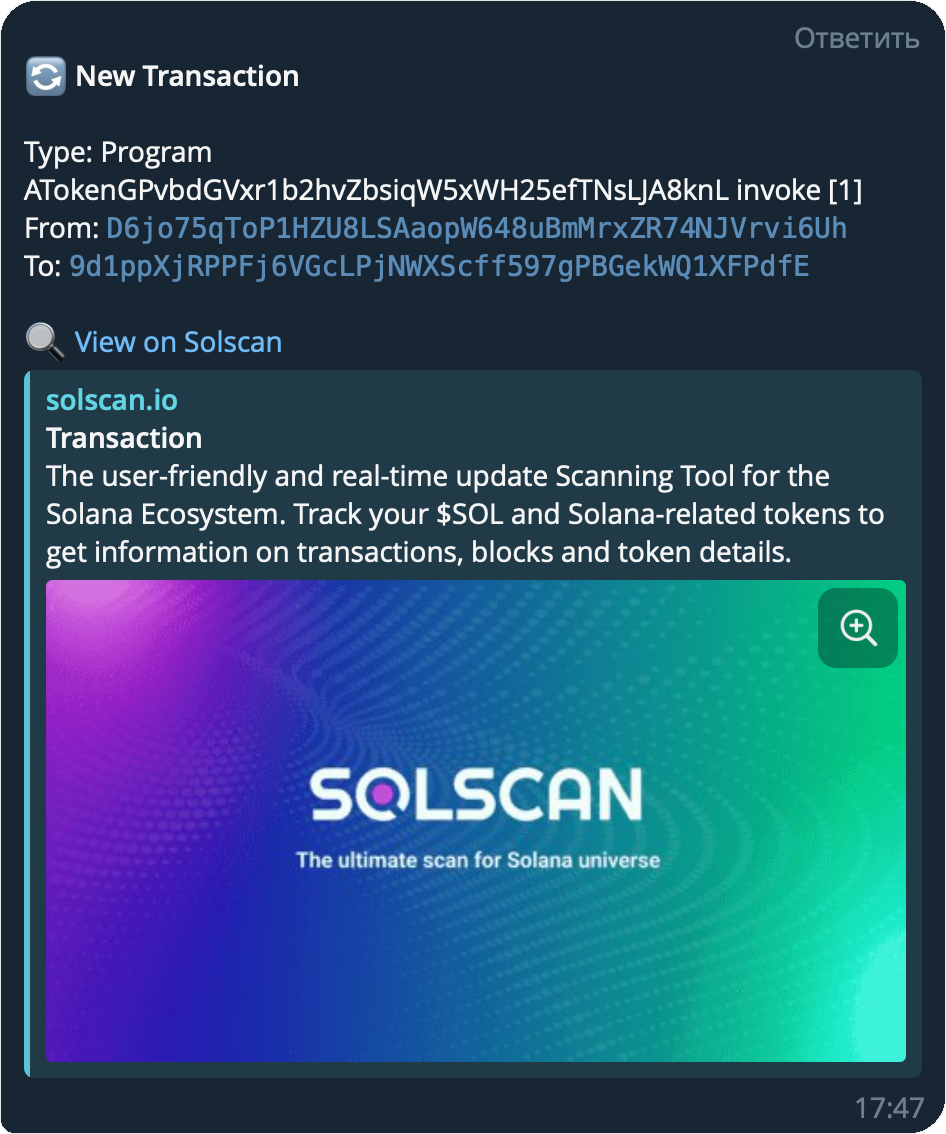 Ответить
New Transaction
Type: Program
ATokenGPvbdGVxr1b2hvZbsiqW5xWH25efTNsLJA8knL invoke [1]
From: D6jo75qToP1HZU8LSAaopW648uBmMrxZR74NJVrvi6Uh
To: 9d1ppXjRPPFj6VGcLPjNWXScff597gPBGekWQ1XFPdfE
View on Solscan
solscan.io
Transaction
The user-friendly and real-time update Scanning Tool for the
Solana Ecosystem. Track your $SOL and Solana-related tokens to
get information on transactions, blocks and token details.
SOLSCAN
The ultimate scan for Solana universe
17:47